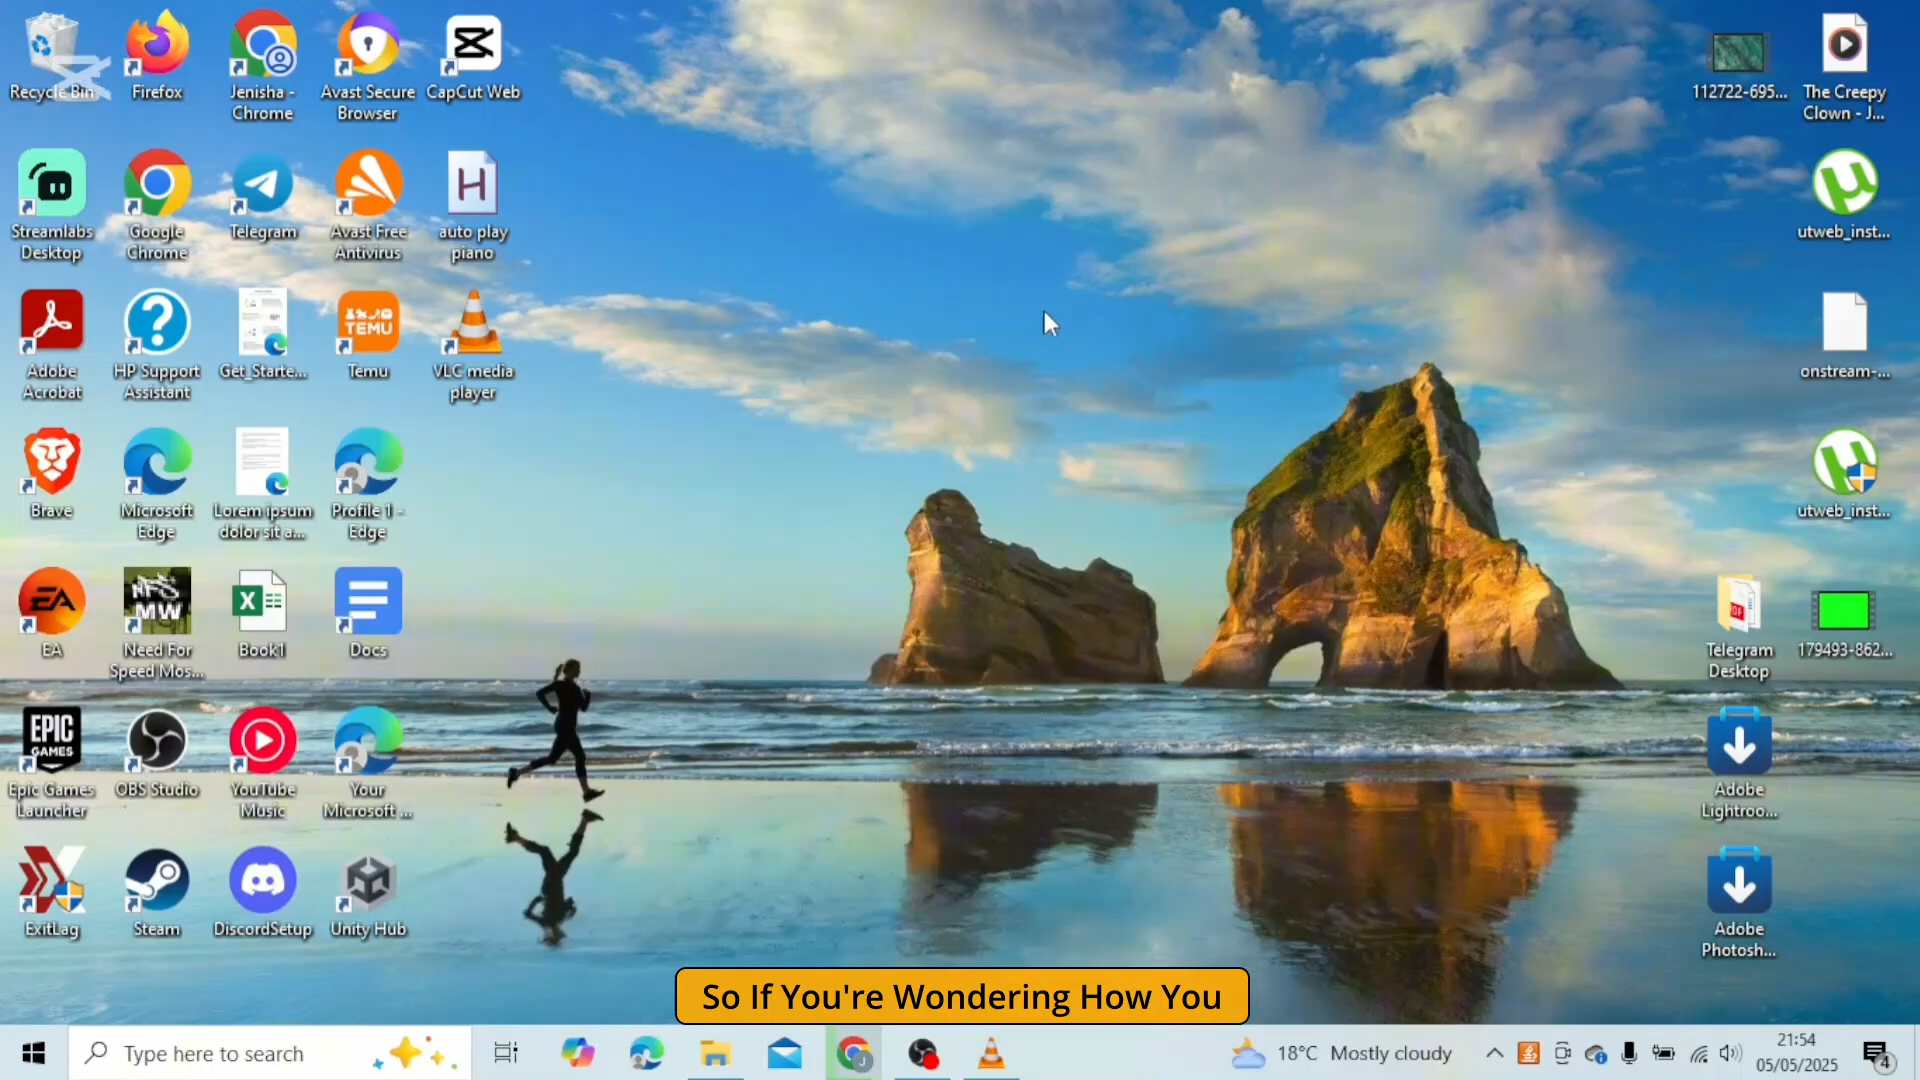 Recycle Bin
Firefox
Jenisha -
Chrome
Avast Secure
Browser
CapCut Web
112722-695...
The Creepy
Clown - J...
Streamlabs
Desktop
Google
Chrome
Telegram
Avast Free
Antivirus
auto play
piano
utweb_inst...
Adobe
Acrobat
HP Support
Assistant
Get_Starte...
TEMU
Temu
VLC media
player
onstream-...
Brave
Microsoft
Edge
Lorem ipsum
dolor sit a...
Profile 1 -
Edge
utweb_inst...
EA
EA
NFS
MW
Need For
Speed Mos...
Book1
Docs
Telegram
Desktop
179493-862...
EPIC
GAMES
Epic Games
Launcher
OBS Studio
YouTube
Music
Your
Microsoft ...
Adobe
Lightroo...
ExitLag
Steam
DiscordSetup
Unity Hub
Adobe
Photosh...
So If You're Wondering How You
Type here to search
18°C Mostly cloudy
21:54
05/05/2025
4